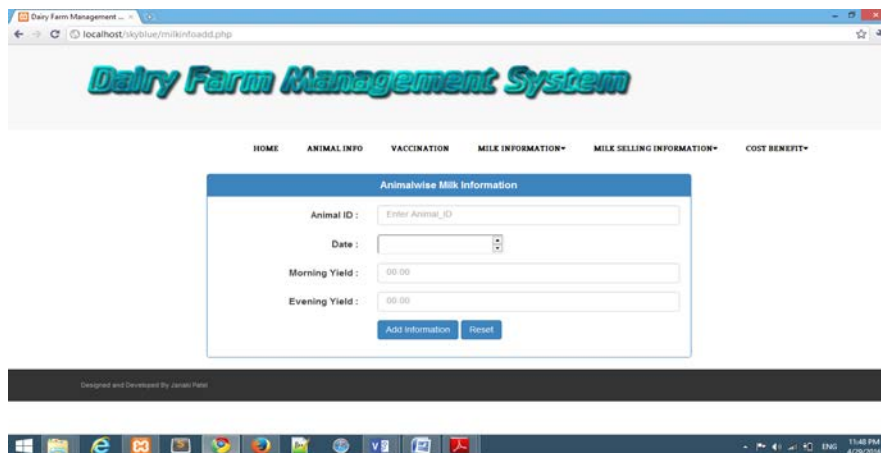 Dairy Farm Management ...
localhost/skyblue/milkinfoadd.php
Dairy Farm Management System
HOME ANIMAL INFO VACCINATION MILK INFORMATION MILK SELLING INFORMATION COST BENEFIT
Animalwise Milk Information
Animal ID : Enter Animal_ID
Date :
Morning Yield : 00:00
Evening Yield : 00:00
Add Information Reset
Designed and Developed By Janaki Patel
ENG 11:48 PM